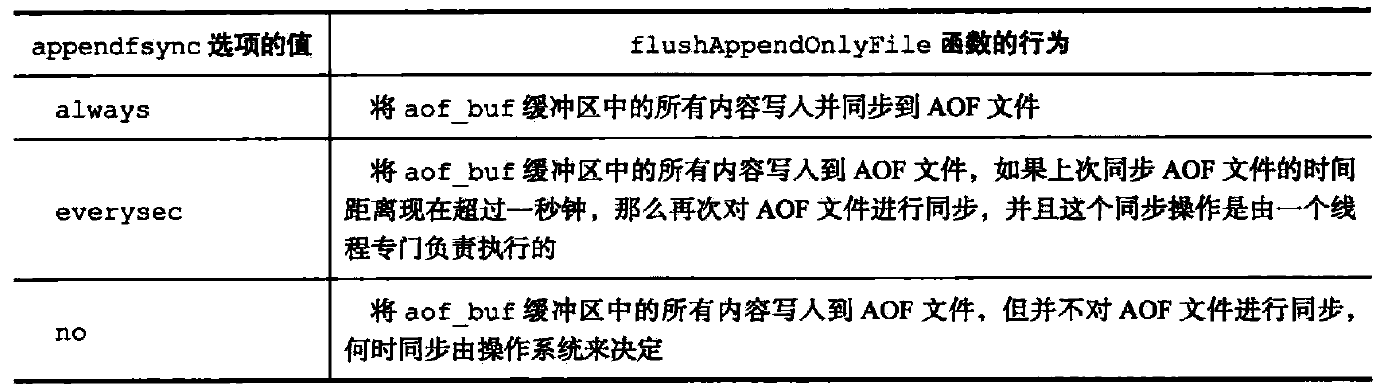 appendfsync 选项的值 flushAppendOnlyFile 函数的行为
always 将 aof_buf 缓冲区中的所有内容写入并同步到 AOF 文件
将 aof_buf 缓冲区中的所有内容写入到 AOF 文件，如果上次同步 AOF 文件的时间
everysec 距离现在超过一秒钟，那么再次对 AOF 文件进行同步，并且这个同步操作是由一个线
程专门负责执行的
no 将 aof_buf 缓冲区中的所有内容写入到 AOF 文件，但并不对 AOF 文件进行同步，
何时同步由操作系统来决定